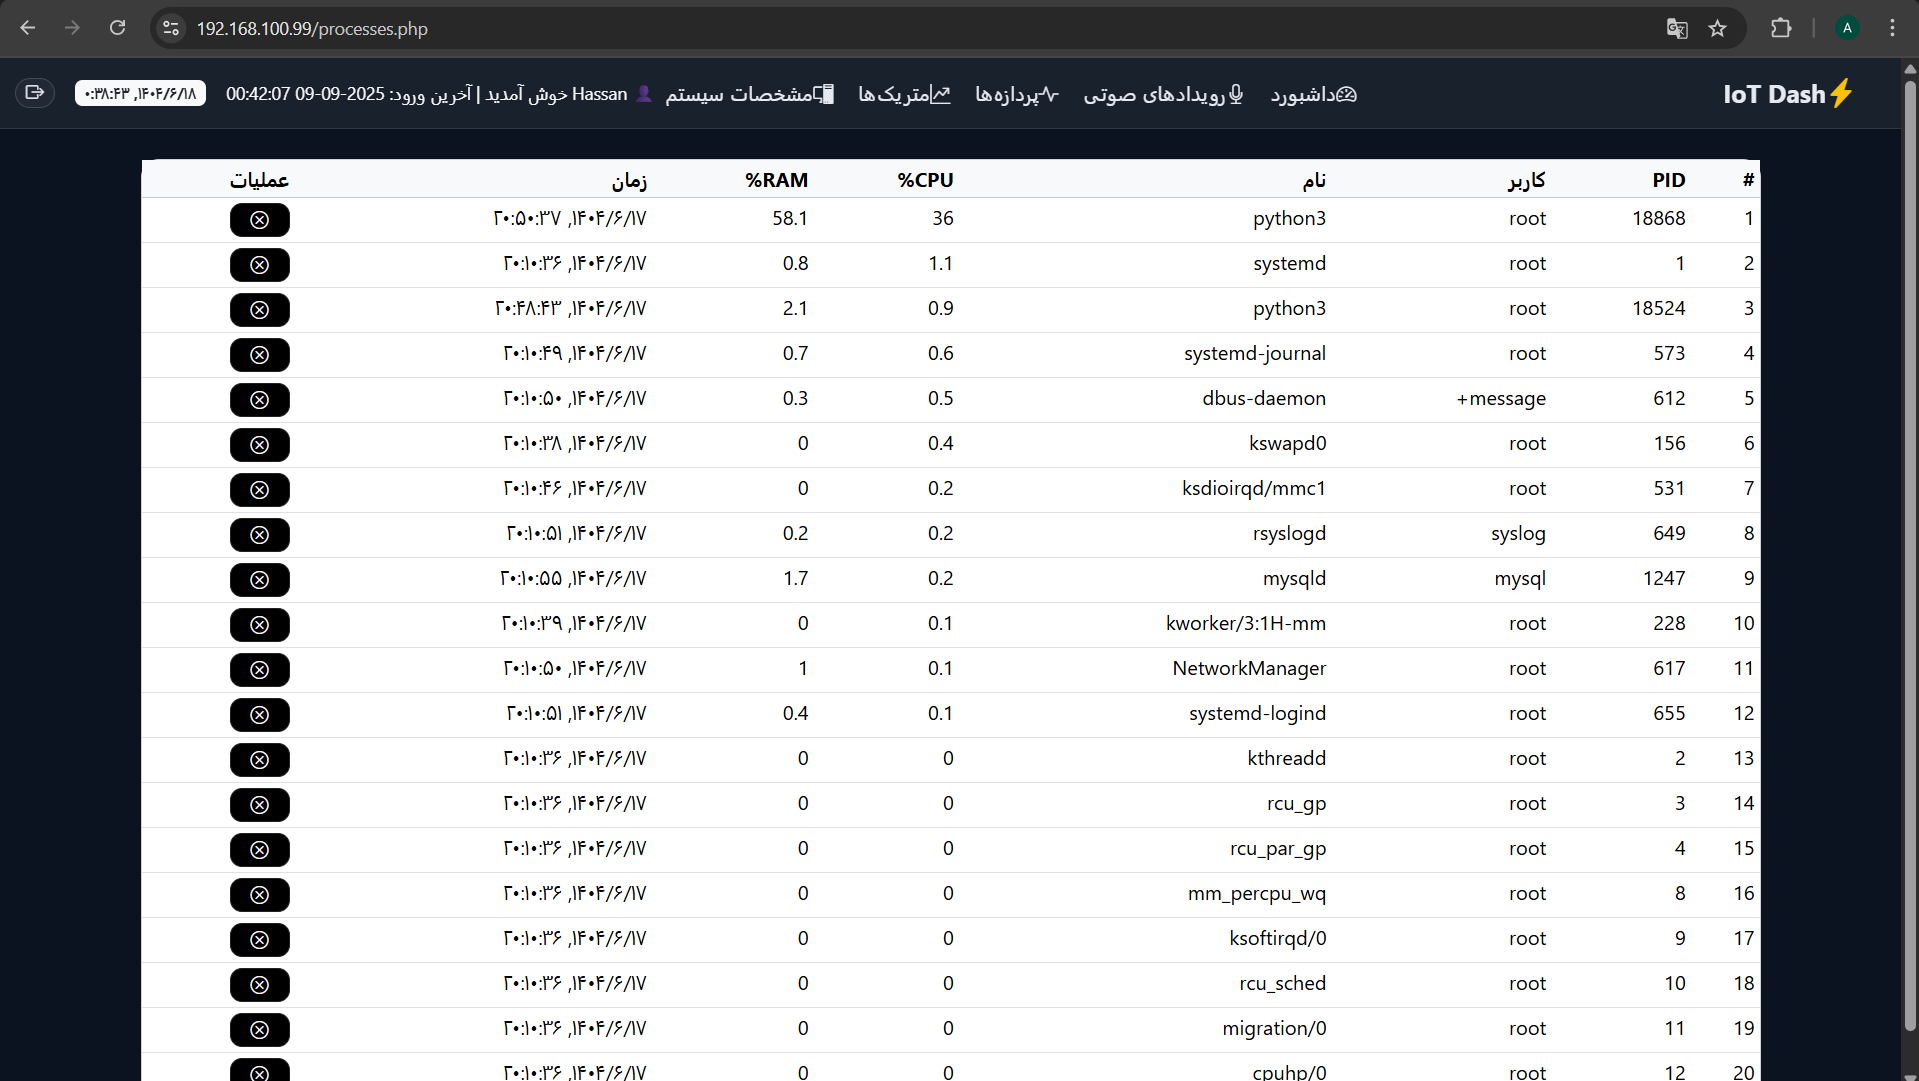 192.168.100.99/processes.php
A
IoT Dash
داشبورد رویدادهای صوتی پردازه‌ها متریک‌ها مشخصات سیستم Hassan خوش آمدید | آخرین ورود: 2025-09-09 00:42:07 ۱۴۰۴/۶/۱۸, ۰:۳۸:۴۳
# PID کاربر نام %CPU %RAM زمان عملیات
1 18868 root python3 36 58.1 ۱۴۰۴/۶/۱۷, ۲۰:۵۰:۳۷
2 1 root systemd 1.1 0.8 ۱۴۰۴/۶/۱۷, ۲۰:۱۰:۳۶
3 18524 root python3 0.9 2.1 ۱۴۰۴/۶/۱۷, ۲۰:۴۸:۴۳
4 573 root systemd-journal 0.6 0.7 ۱۴۰۴/۶/۱۷, ۲۰:۱۰:۴۹
5 612 message+ dbus-daemon 0.5 0.3 ۱۴۰۴/۶/۱۷, ۲۰:۱۰:۵۰
6 156 root kswapd0 0.4 0 ۱۴۰۴/۶/۱۷, ۲۰:۱۰:۳۸
7 531 root ksdioirqd/mmc1 0.2 0 ۱۴۰۴/۶/۱۷, ۲۰:۱۰:۴۶
8 649 syslog rsyslogd 0.2 0.2 ۱۴۰۴/۶/۱۷, ۲۰:۱۰:۵۱
9 1247 mysql mysqld 0.2 1.7 ۱۴۰۴/۶/۱۷, ۲۰:۱۰:۵۵
10 228 root kworker/3:1H-mm 0.1 0 ۱۴۰۴/۶/۱۷, ۲۰:۱۰:۳۹
11 617 root NetworkManager 0.1 1 ۱۴۰۴/۶/۱۷, ۲۰:۱۰:۵۰
12 655 root systemd-logind 0.1 0.4 ۱۴۰۴/۶/۱۷, ۲۰:۱۰:۵۱
13 2 root kthreadd 0 0 ۱۴۰۴/۶/۱۷, ۲۰:۱۰:۳۶
14 3 root rcu_gp 0 0 ۱۴۰۴/۶/۱۷, ۲۰:۱۰:۳۶
15 4 root rcu_par_gp 0 0 ۱۴۰۴/۶/۱۷, ۲۰:۱۰:۳۶
16 8 root mm_percpu_wq 0 0 ۱۴۰۴/۶/۱۷, ۲۰:۱۰:۳۶
17 9 root ksoftirqd/0 0 0 ۱۴۰۴/۶/۱۷, ۲۰:۱۰:۳۶
18 10 root rcu_sched 0 0 ۱۴۰۴/۶/۱۷, ۲۰:۱۰:۳۶
19 11 root migration/0 0 0 ۱۴۰۴/۶/۱۷, ۲۰:۱۰:۳۶
20 12 root cpuhp/0 0 0 ۱۴۰۴/۶/۱۷, ۲۰:۱۰:۳۶